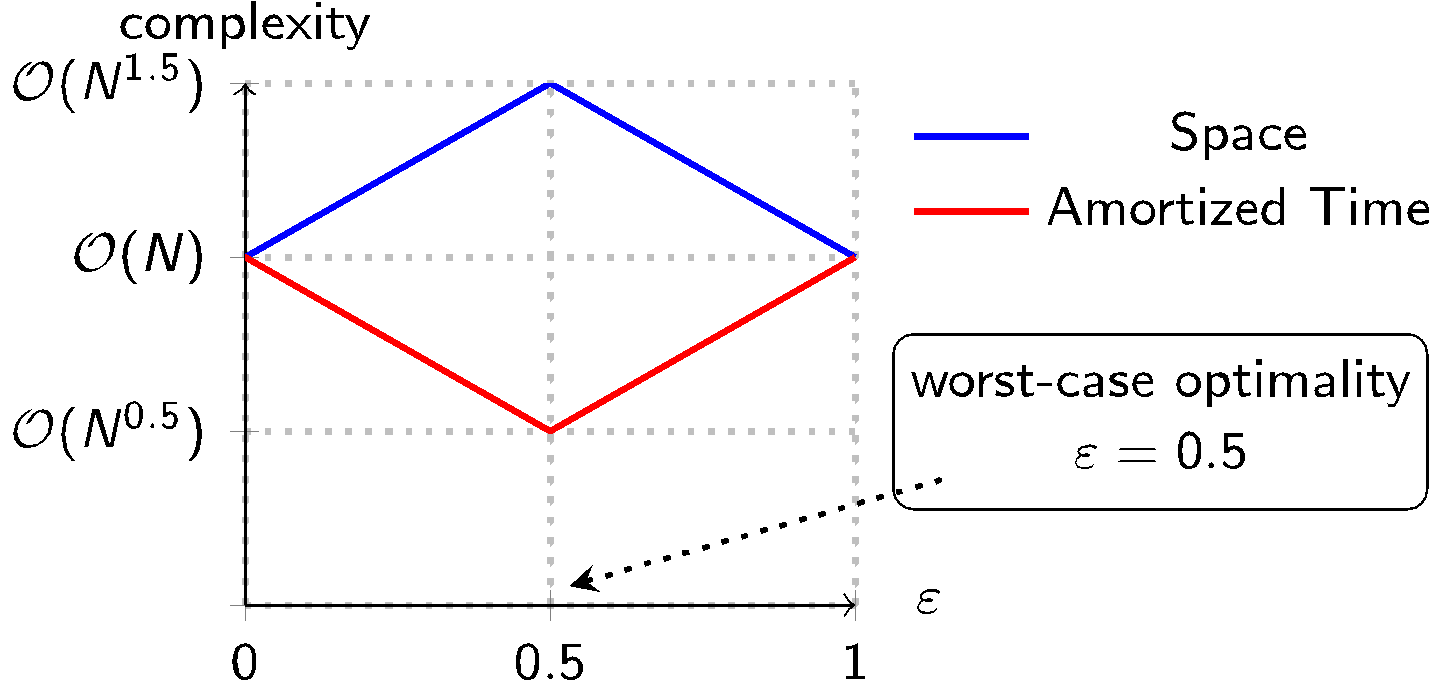 complexity
𝒪(N^1.5)
𝒪(N)
𝒪(N^0.5)
0
0.5
1
ε
Space
Amortized Time
worst-case optimality
ε = 0.5